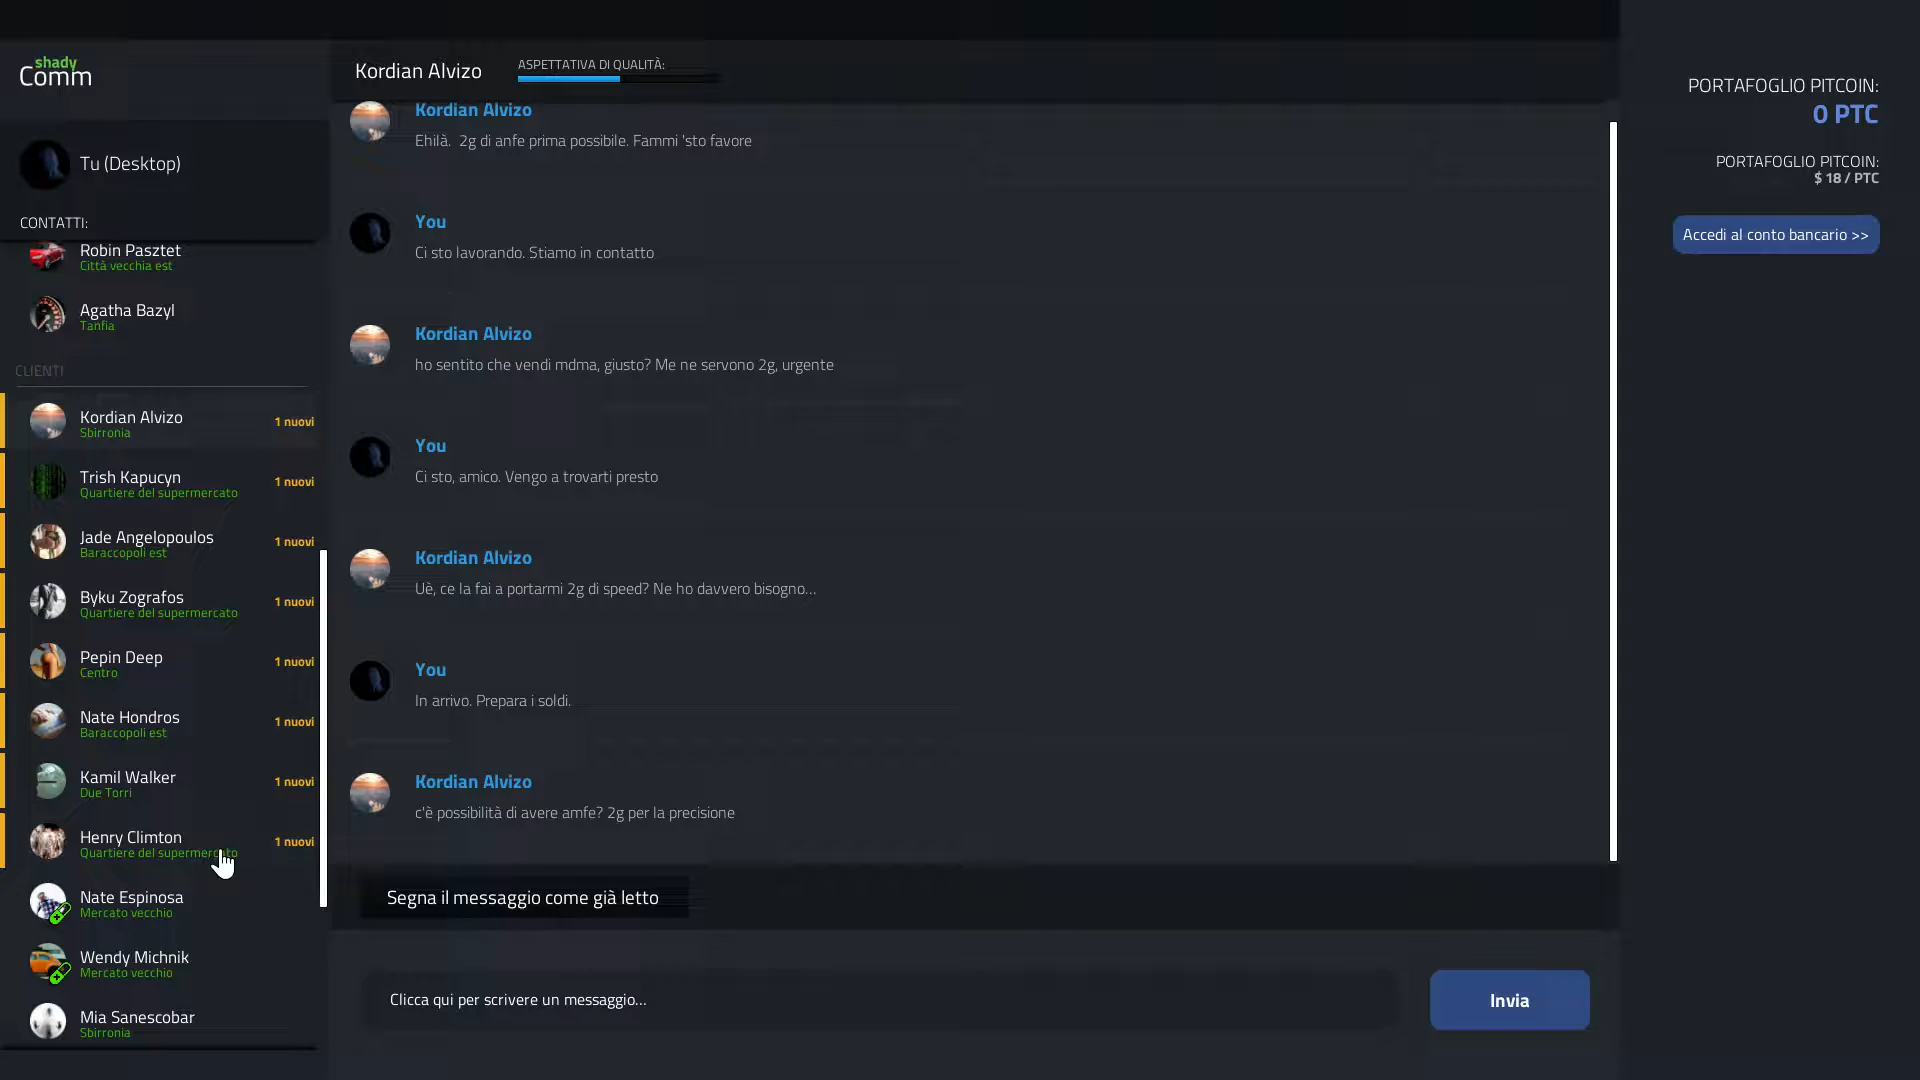 shady
Comm
Tu (Desktop)
CONTATTI:
Robin Pasztet
Città vecchia est
Agatha Bazyl
Tanfia
CLIENTI
Kordian Alvizo
Sbirronia
1 nuovi
Trish Kapucyn
Quartiere del supermercato
1 nuovi
Jade Angelopoulos
Baraccopoli est
1 nuovi
Byku Zografos
Quartiere del supermercato
1 nuovi
Pepin Deep
Centro
1 nuovi
Nate Hondros
Baraccopoli est
1 nuovi
Kamil Walker
Due Torri
1 nuovi
Henry Climton
Quartiere del supermercato
1 nuovi
Nate Espinosa
Mercato vecchio
Wendy Michnik
Mercato vecchio
Mia Sanescobar
Sbirronia
Kordian Alvizo
ASPETTATIVA DI QUALITÀ:
Kordian Alvizo
Ehilà.  2g di anfe prima possibile. Fammi 'sto favore
You
Ci sto lavorando. Stiamo in contatto
Kordian Alvizo
ho sentito che vendi mdma, giusto? Me ne servono 2g, urgente
You
Ci sto, amico. Vengo a trovarti presto
Kordian Alvizo
Uè, ce la fai a portarmi 2g di speed? Ne ho davvero bisogno...
You
In arrivo. Prepara i soldi.
Kordian Alvizo
c'è possibilità di avere amfe? 2g per la precisione
Segna il messaggio come già letto
Clicca qui per scrivere un messaggio...
Invia
PORTAFOGLIO PITCOIN:
0 PTC
PORTAFOGLIO PITCOIN:
$ 18 / PTC
Accedi al conto bancario >>